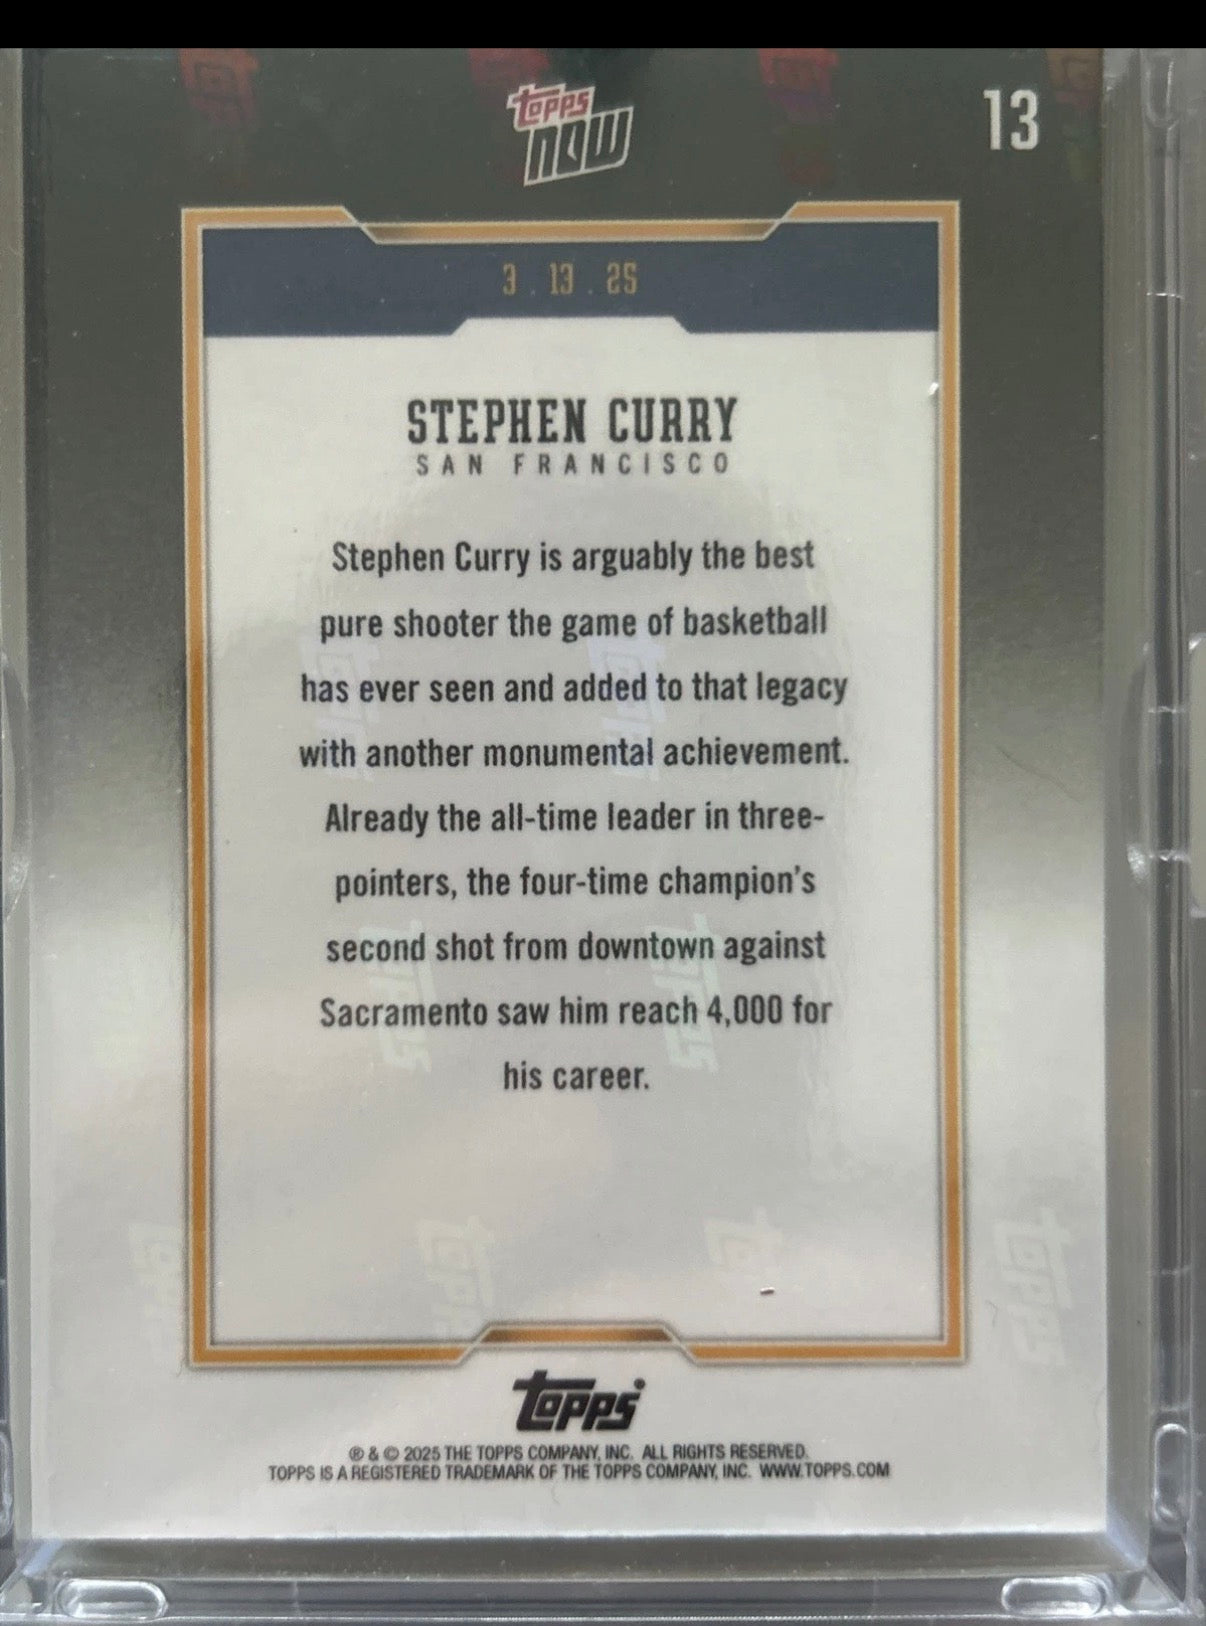 topps
now
13
3 . 13 . 25
STEPHEN CURRY
SAN FRANCISCO
Stephen Curry is arguably the best
pure shooter the game of basketball
has ever seen and added to that legacy
with another monumental achievement.
Already the all-time leader in three-
pointers, the four-time champion's
second shot from downtown against
Sacramento saw him reach 4,000 for
his career.
topps
® & © 2025 THE TOPPS COMPANY, INC. ALL RIGHTS RESERVED.
TOPPS IS A REGISTERED TRADEMARK OF THE TOPPS COMPANY, INC. WWW.TOPPS.COM